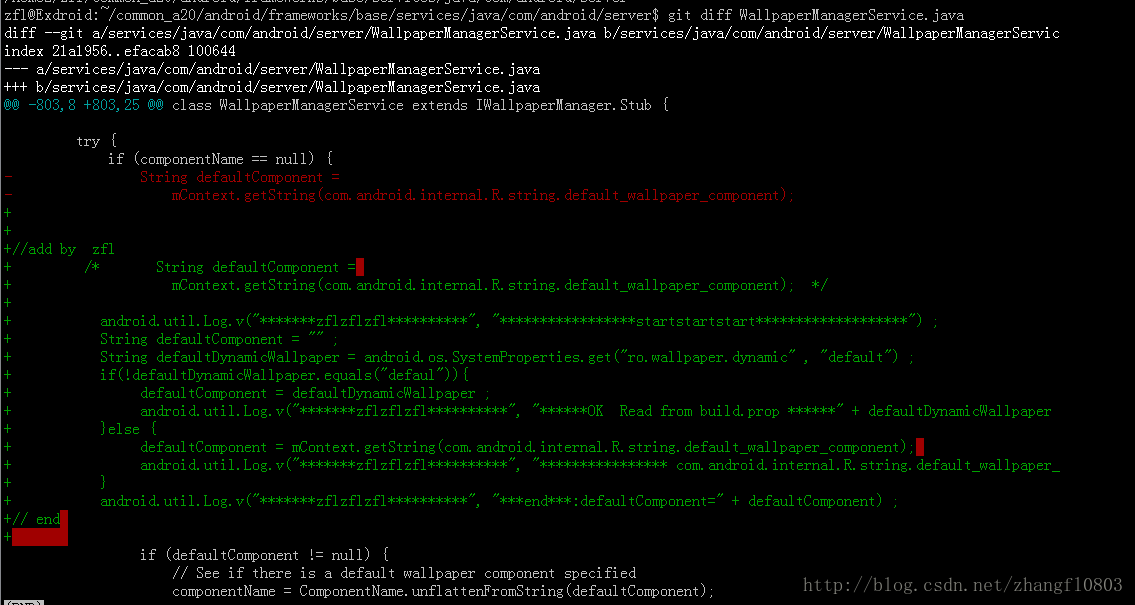 zfl@Exdroid:~/common_a20/android/frameworks/base/services/java/com/android/server$ git diff WallpaperManagerService.java
diff --git a/services/java/com/android/server/WallpaperManagerService.java b/services/java/com/android/server/WallpaperManagerServic
index 21a1956..efacab8 100644
--- a/services/java/com/android/server/WallpaperManagerService.java
+++ b/services/java/com/android/server/WallpaperManagerService.java
@@ -803,8 +803,25 @@ class WallpaperManagerService extends IWallpaperManager.Stub {
try {
if (componentName == null) {
- String defaultComponent =
- mContext.getString(com.android.internal.R.string.default_wallpaper_component);
+
+
+//add by  zfl
+ /* String defaultComponent =
+ mContext.getString(com.android.internal.R.string.default_wallpaper_component);  */
+
+ android.util.Log.v("*******zflzflzfl**********", "*****************startstartstart*******************") ;
+ String defaultComponent = "" ;
+ String defaultDynamicWallpaper = android.os.SystemProperties.get("ro.wallpaper.dynamic" , "default") ;
+ if(!defaultDynamicWallpaper.equals("defaul")){
+ defaultComponent = defaultDynamicWallpaper ;
+ android.util.Log.v("*******zflzflzfl**********", "******OK  Read from build.prop ******" + defaultDynamicWallpaper
+ }else {
+ defaultComponent = mContext.getString(com.android.internal.R.string.default_wallpaper_component);
+ android.util.Log.v("*******zflzflzfl**********", "**************** com.android.internal.R.string.default_wallpaper_
+ }
+ android.util.Log.v("*******zflzflzfl**********", "***end***:defaultComponent=" + defaultComponent) ;
+// end
+
if (defaultComponent != null) {
// See if there is a default wallpaper component specified
componentName = ComponentName.unflattenFromString(defaultComponent);
http://blog.csdn.net/zhangfl0803